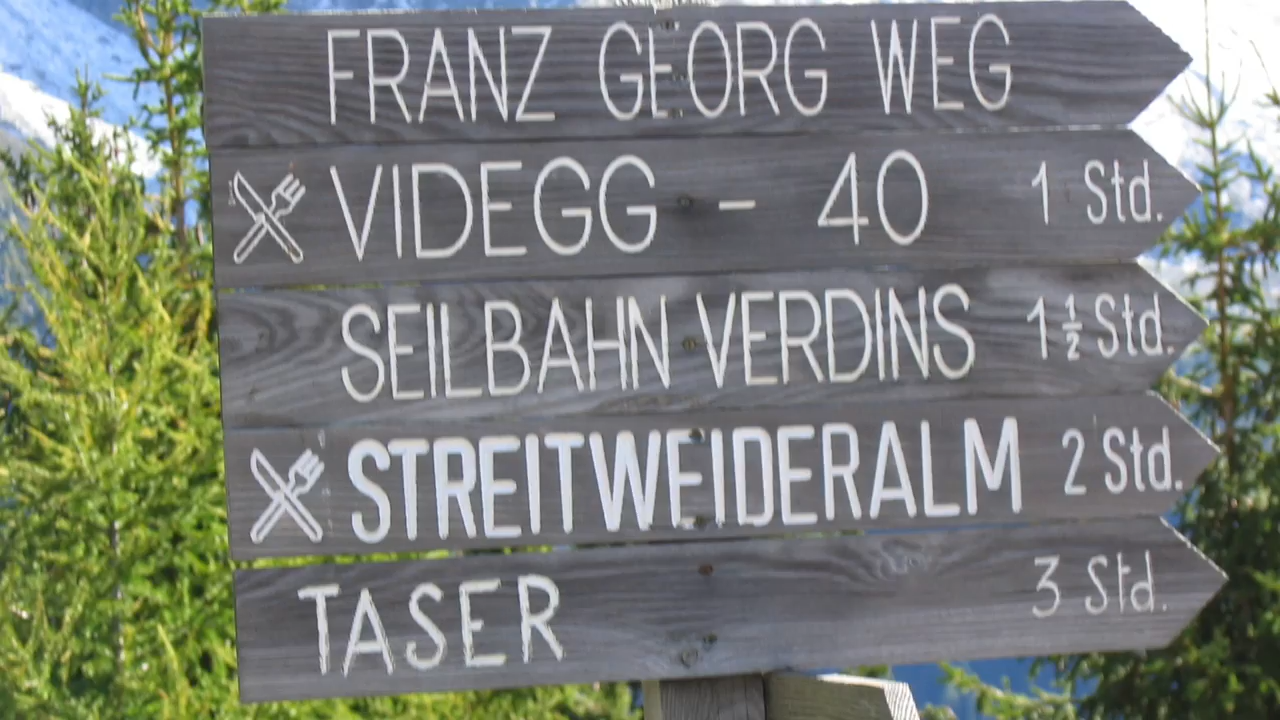 FRANZ GEORG WEG
VIDEGG - 40 1 Std.
SEILBAHN VERDINS 1½ Std.
STREITWEIDERALM 2 Std.
TASER 3 Std.